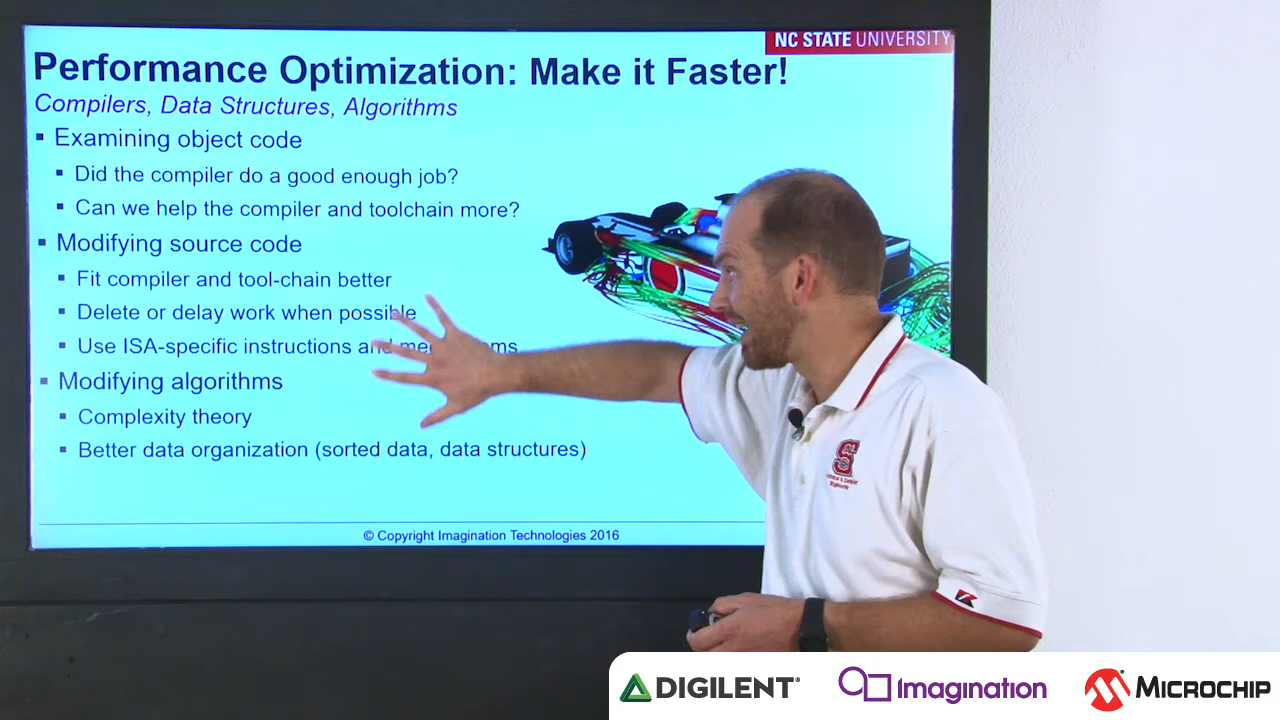 NC STATE UNIVERSITY
Performance Optimization: Make it Faster!
Compilers, Data Structures, Algorithms
▪ Examining object code
▪ Did the compiler do a good enough job?
▪ Can we help the compiler and toolchain more?
▪ Modifying source code
▪ Fit compiler and tool-chain better
▪ Delete or delay work when possible
▪ Use ISA-specific instructions and
▪ Modifying algorithms
▪ Complexity theory
▪ Better data organization (sorted data, data structures)
© Copyright Imagination Technologies 2016
S
Engineering
DIGILENT®
Imagination
MICROCHIP